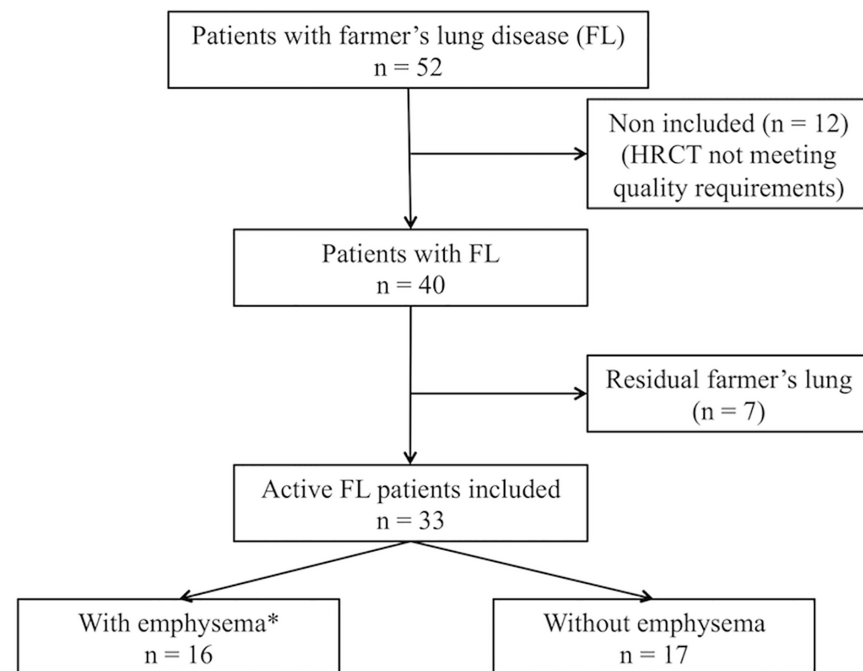 Patients with farmer’s lung disease (FL)
n = 52
Non included (n = 12)
(HRCT not meeting
quality requirements)
Patients with FL
n = 40
Residual farmer’s lung
(n = 7)
Active FL patients included
n = 33
With emphysema*
n = 16
Without emphysema
n = 17